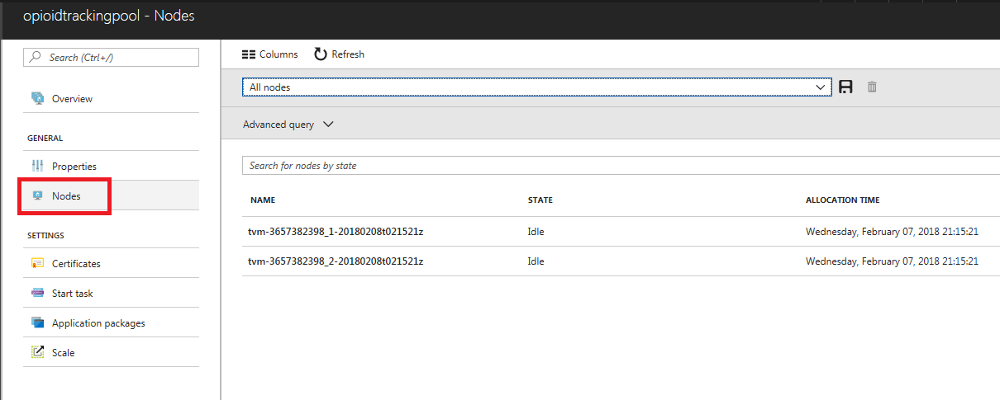 opioidtrackingpool - Nodes
Search (Ctrl+/)
Overview
GENERAL
Properties
Nodes
SETTINGS
Certificates
Start task
Application packages
Scale
Columns Refresh
All nodes
Advanced query
Search for nodes by state
NAME STATE ALLOCATION TIME
tvm-3657382398_1-20180208t021521z Idle Wednesday, February 07, 2018 21:15:21
tvm-3657382398_2-20180208t021521z Idle Wednesday, February 07, 2018 21:15:21